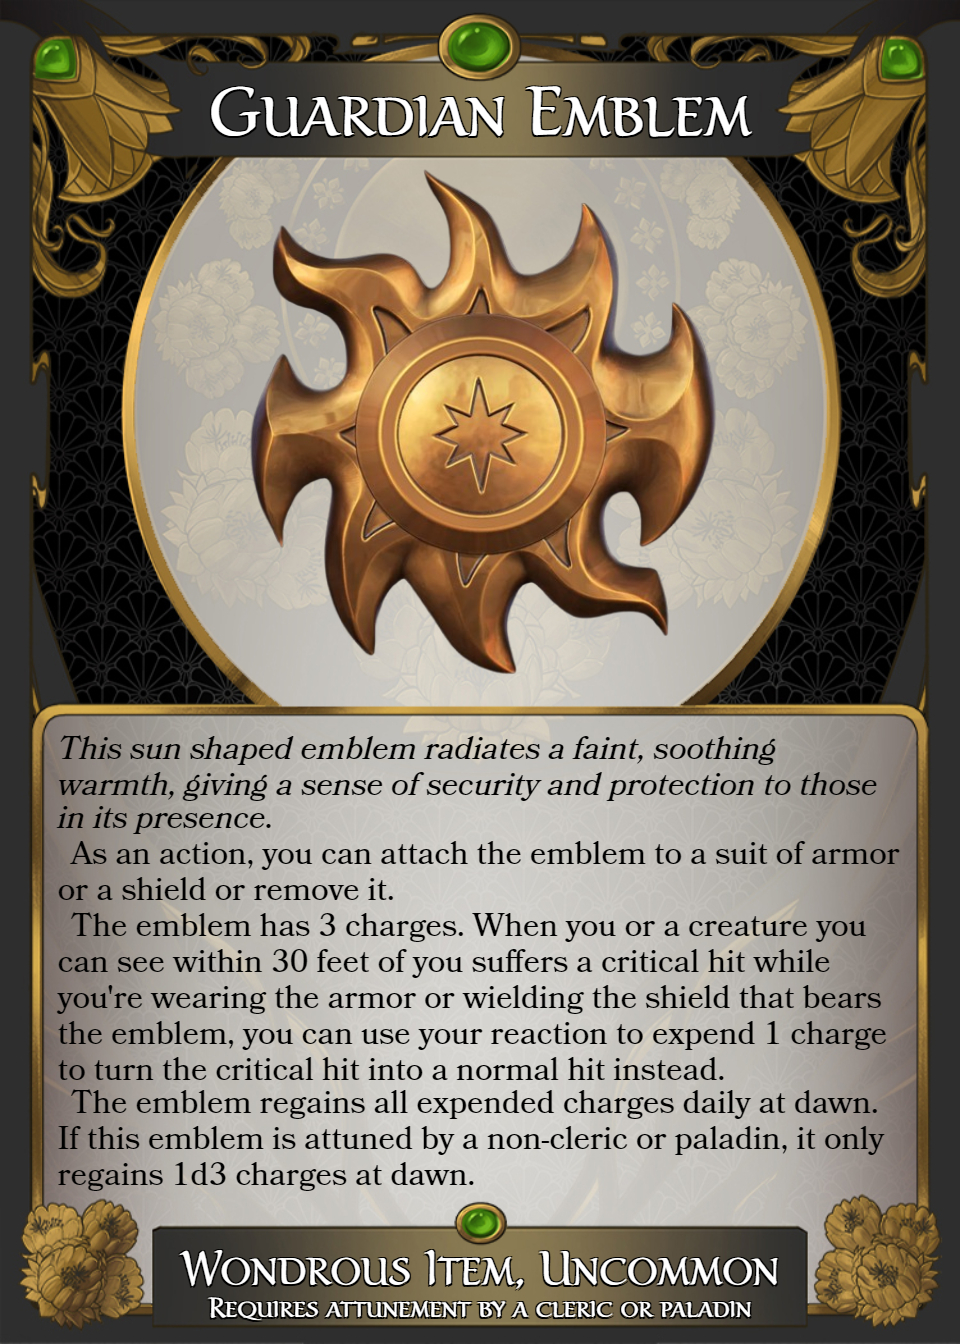 Guardian Emblem
This sun shaped emblem radiates a faint, soothing
warmth, giving a sense of security and protection to those
in its presence.
As an action, you can attach the emblem to a suit of armor
or a shield or remove it.
The emblem has 3 charges. When you or a creature you
can see within 30 feet of you suffers a critical hit while
you're wearing the armor or wielding the shield that bears
the emblem, you can use your reaction to expend 1 charge
to turn the critical hit into a normal hit instead.
The emblem regains all expended charges daily at dawn.
If this emblem is attuned by a non-cleric or paladin, it only
regains 1d3 charges at dawn.
Wondrous Item, Uncommon
Requires attunement by a cleric or paladin